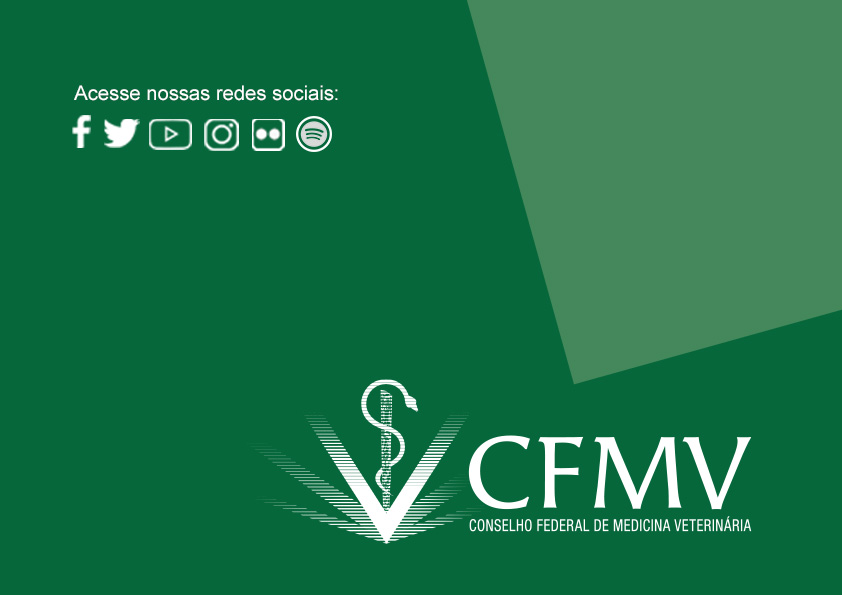 Acesse nossas redes sociais:
CFMV
CONSELHO FEDERAL DE MEDICINA VETERINÁRIA